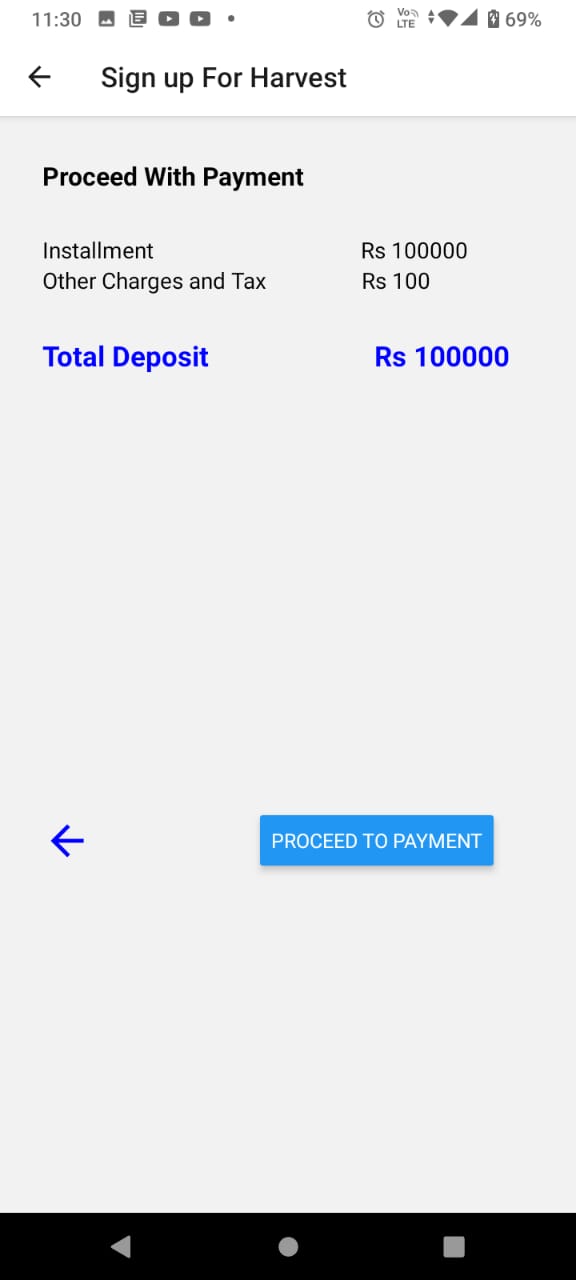 11:30 Vo LTE 69%
Sign up For Harvest
Proceed With Payment
Installment Rs 100000
Other Charges and Tax Rs 100
Total Deposit Rs 100000
PROCEED TO PAYMENT